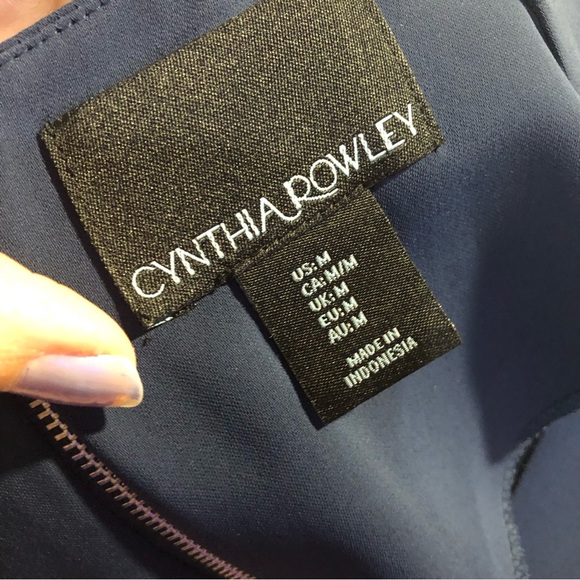 CYNTHIA ROWLEY
US: M
CA: M/M
UK: M
EU: M
AU: M
MADE IN
INDONESIA